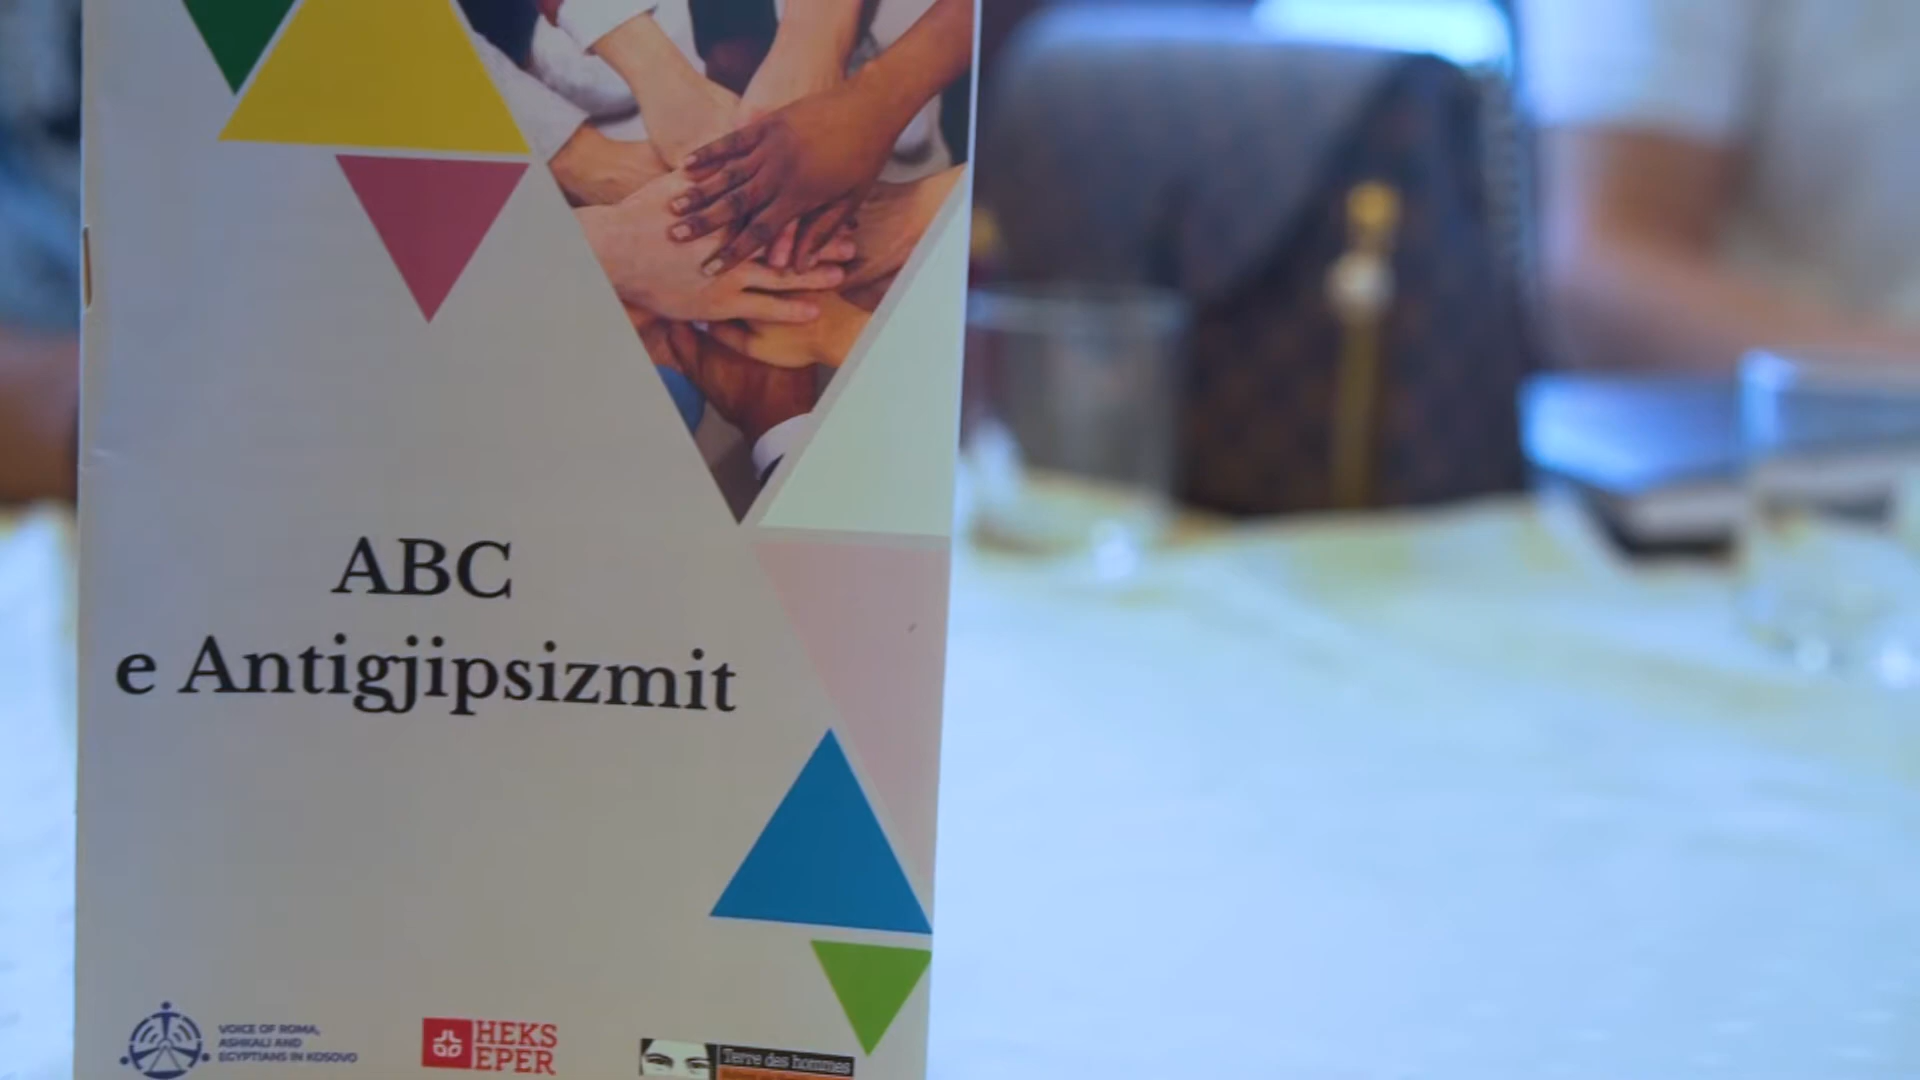 ABC
e Antigjipsizmit
VOICE OF ROMA,
ASHKALI AND
EGYPTIANS IN KOSOVO
HEKS
EPER
Terre des hommes